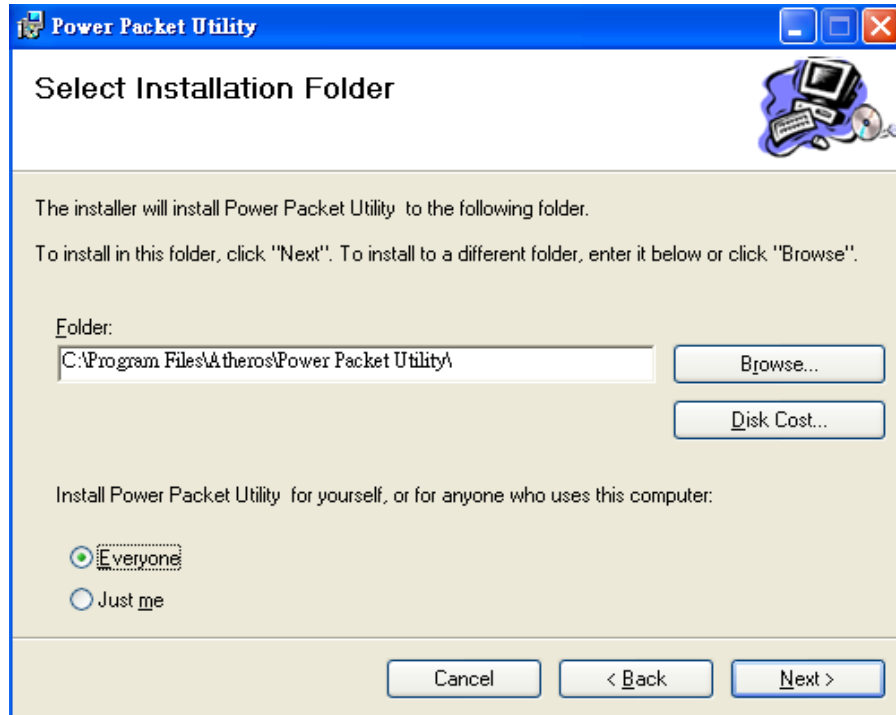 Power Packet Utility
Select Installation Folder
The installer will install Power Packet Utility to the following folder.
To install in this folder, click "Next". To install to a different folder, enter it below or click "Browse".
Folder:
C:\Program Files\Atheros\Power Packet Utility\
Browse...
Disk Cost...
Install Power Packet Utility for yourself, or for anyone who uses this computer:
Everyone
Just me
Cancel
< Back
Next >